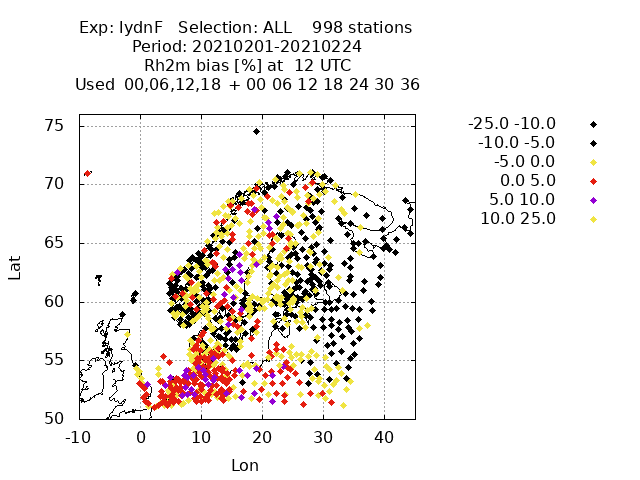 Exp: lydnF Selection: ALL 998 stations
Period: 20210201-20210224
Rh2m bias [%] at 12 UTC
Used 00,06,12,18 + 00 06 12 18 24 30 36
-25.0 -10.0
-10.0 -5.0
-5.0 0.0
0.0 5.0
5.0 10.0
10.0 25.0
75
70
65
60
55
50
Lat
-10 0 10 20 30 40
Lon